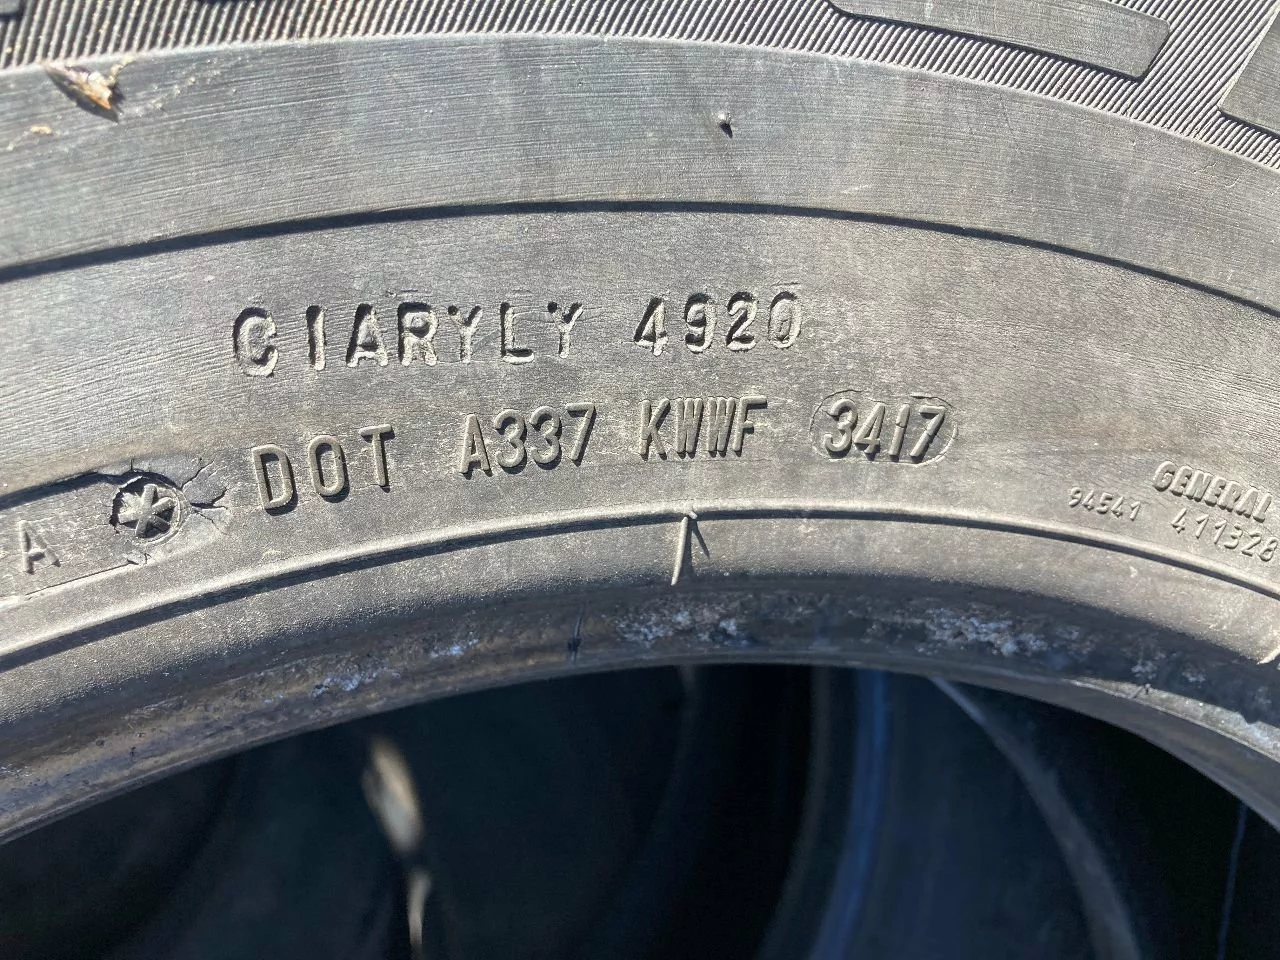 C1ARYLY 4920
DOT A337 KWWF 3417
A *
GENERAL
94541 411328